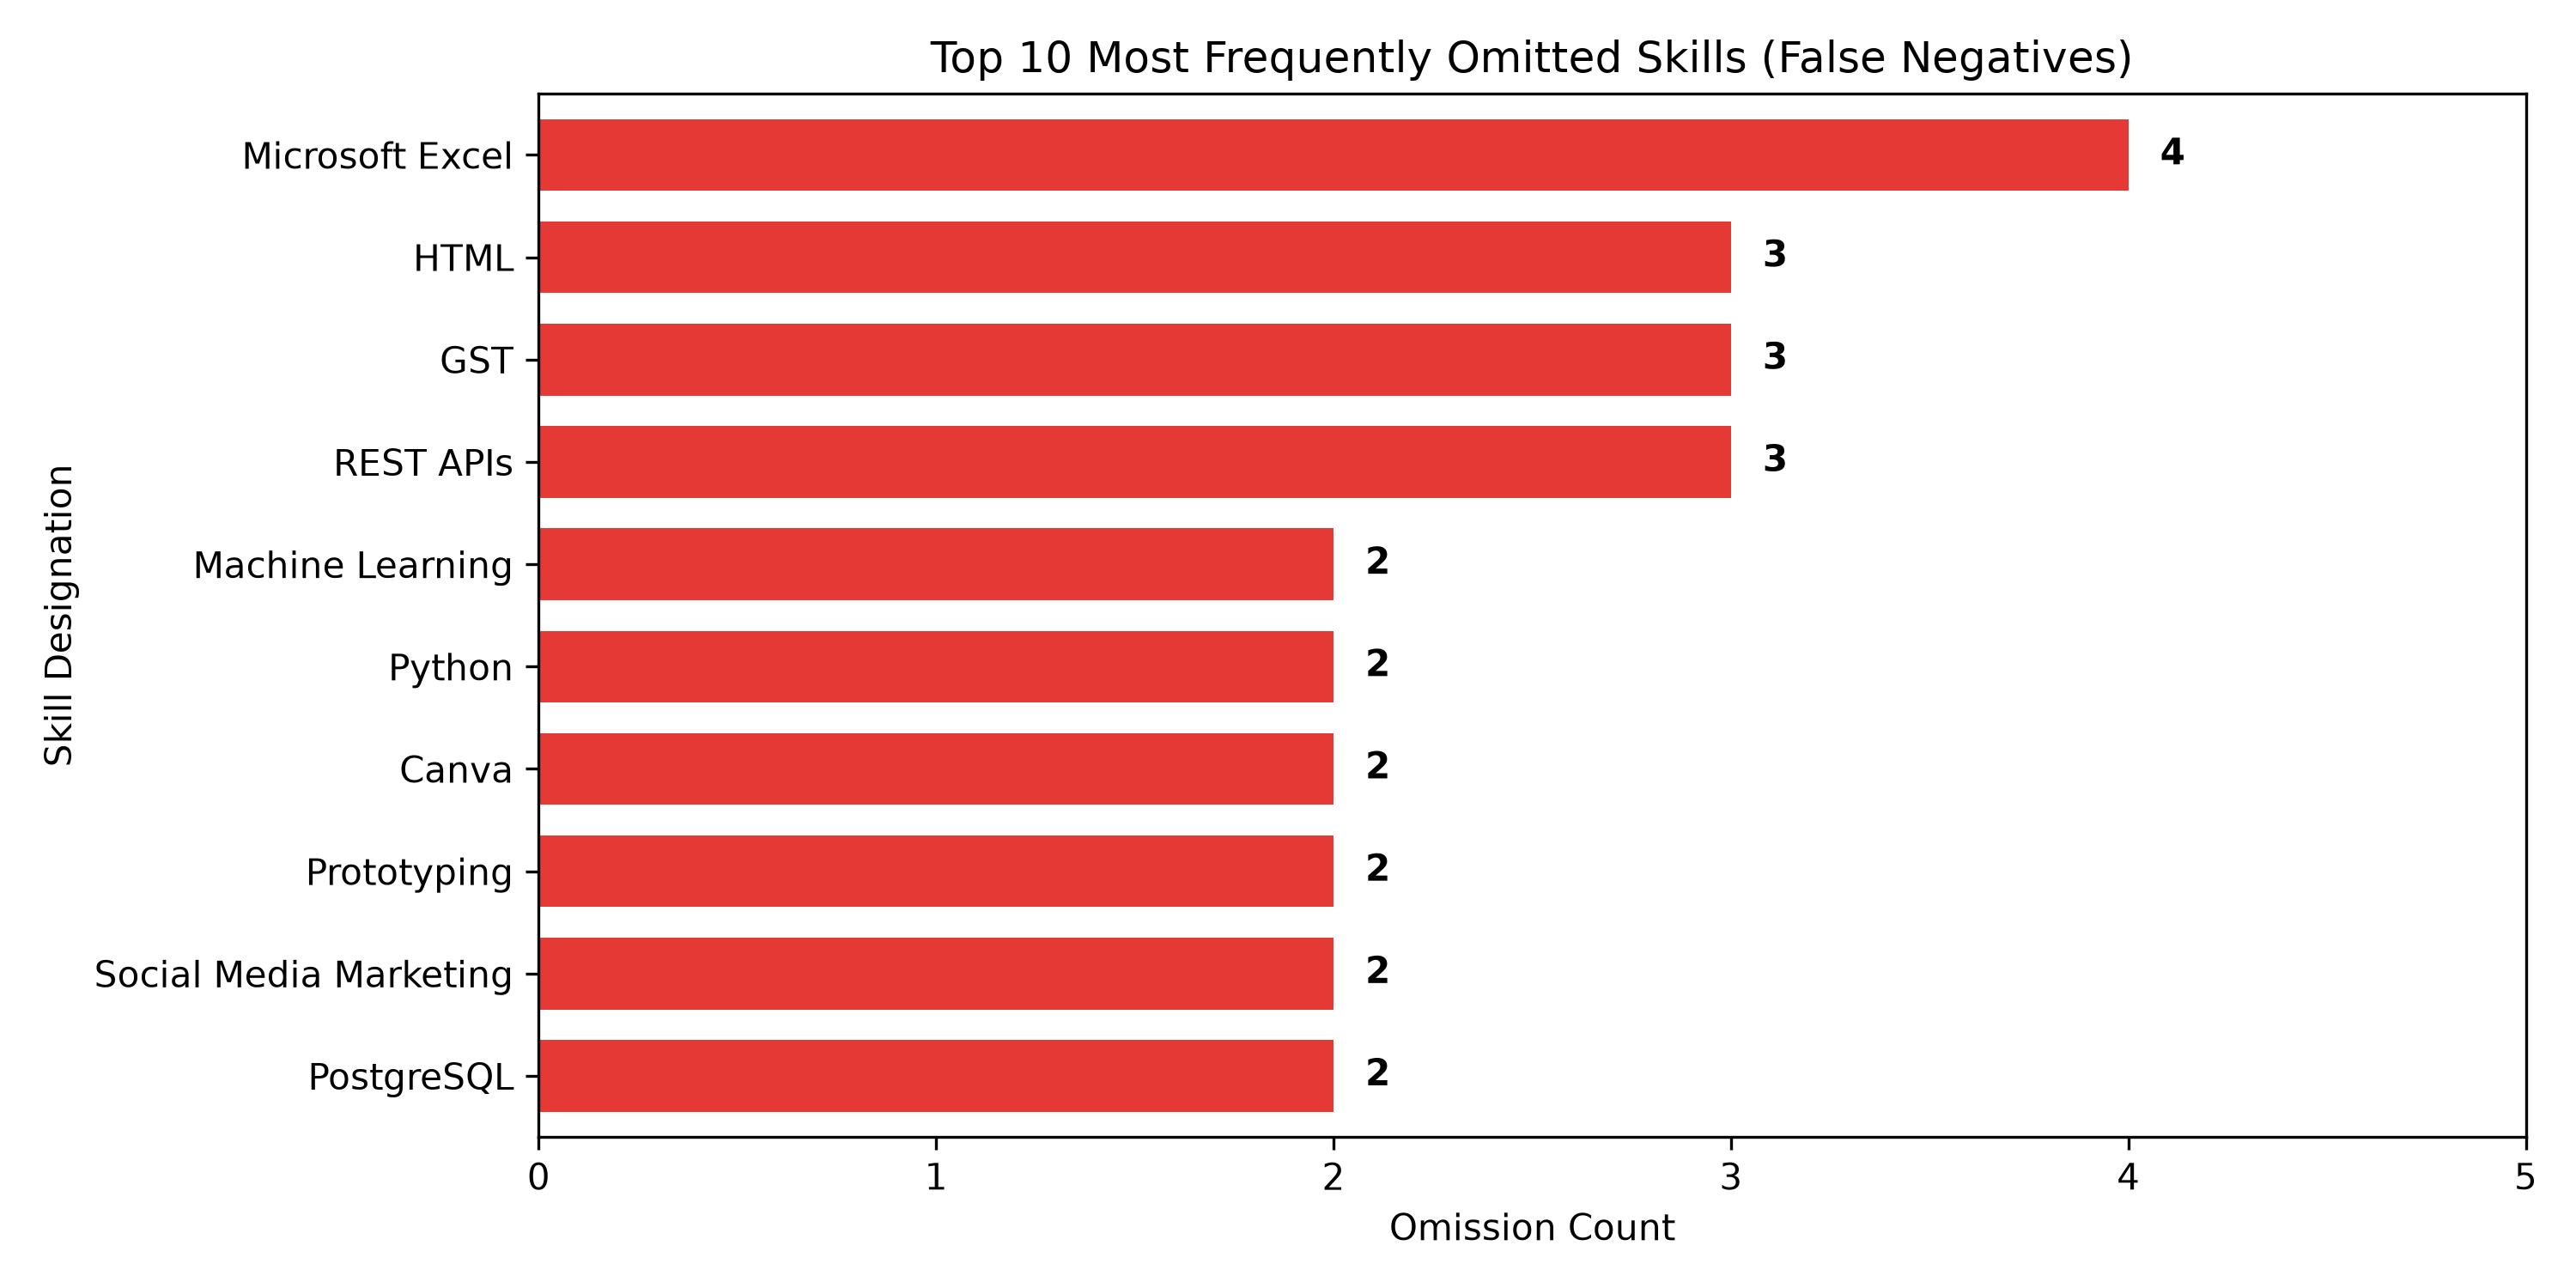 Top 10 Most Frequently Omitted Skills (False Negatives)
Skill Designation
Microsoft Excel 4
HTML 3
GST 3
REST APIs 3
Machine Learning 2
Python 2
Canva 2
Prototyping 2
Social Media Marketing 2
PostgreSQL 2
0 1 2 3 4 5
Omission Count